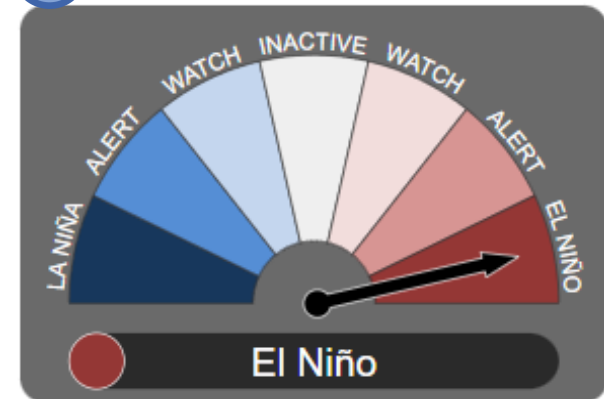 LA NIÑA
ALERT
WATCH
INACTIVE
WATCH
ALERT
EL NIÑO
El Niño